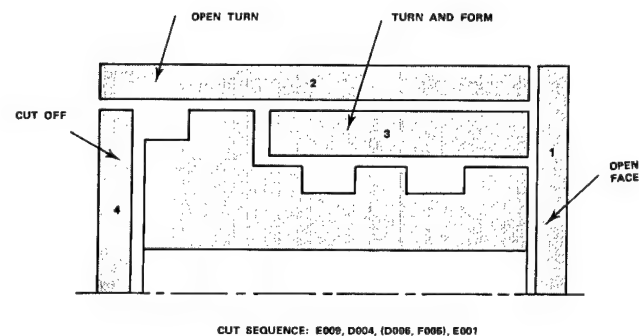 OPEN TURN
TURN AND FORM
2
CUT OFF
3
1
OPEN
FACE
4
CUT SEQUENCE: E009, D004, (D006, F005), E001